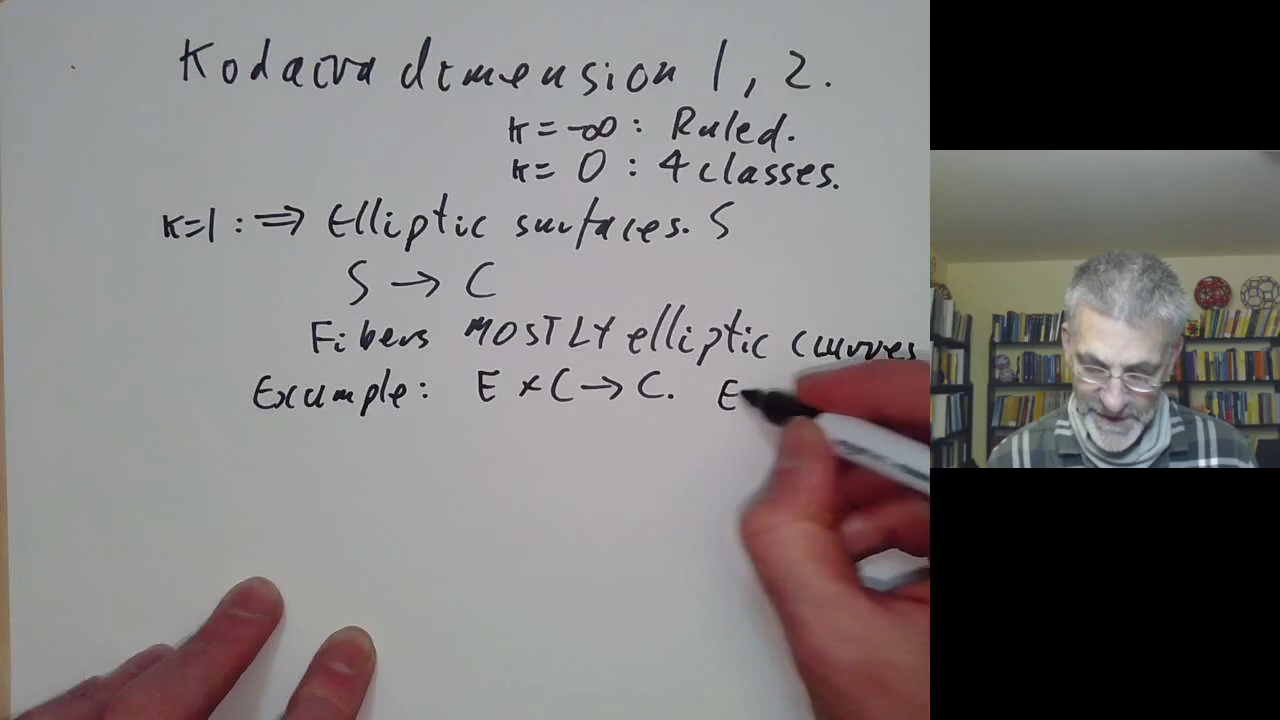 Kodaira dimension 1, 2.
κ = -∞ : Ruled.
κ = 0 : 4 classes.
κ=1 : ⇒ Elliptic surfaces. S
S → C
Fibers MOSTLY elliptic curves
Example: E × C → C. E